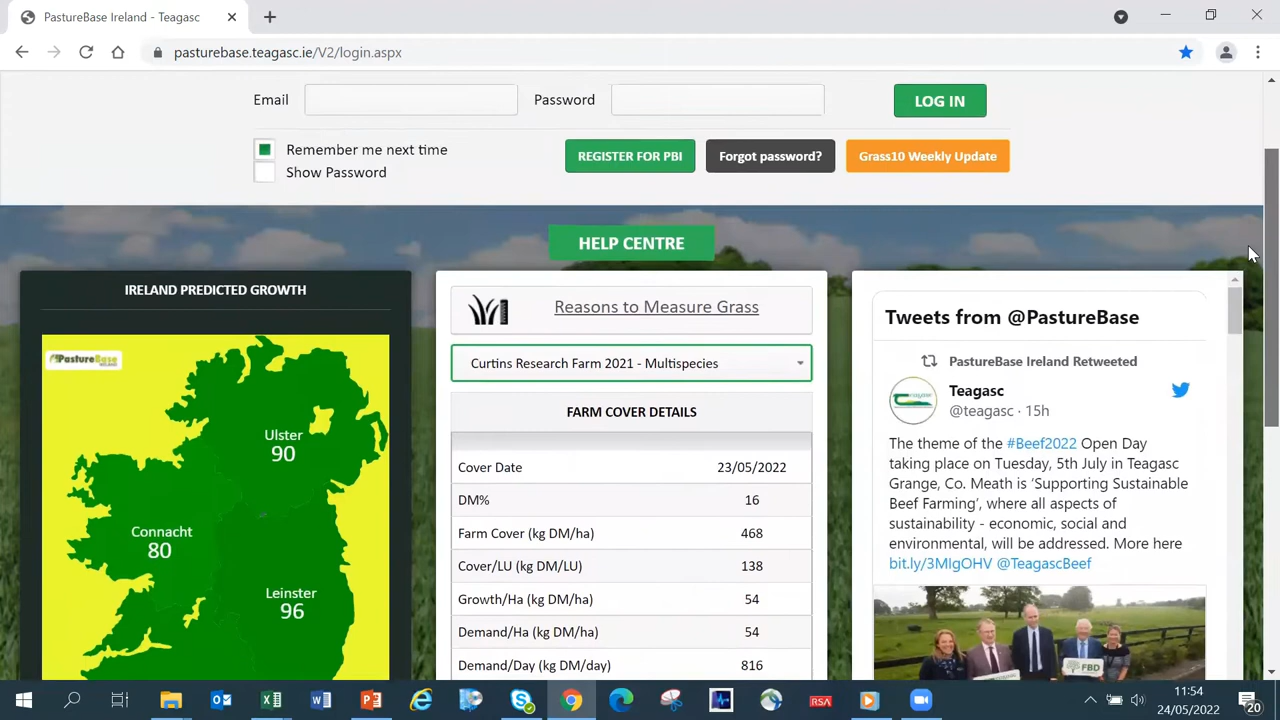 PastureBase Ireland - Teagasc
pasturebase.teagasc.ie/V2/login.aspx
Email
Password
LOG IN
Remember me next time
Show Password
REGISTER FOR PBI
Forgot password?
Grass10 Weekly Update
HELP CENTRE
IRELAND PREDICTED GROWTH
PastureBase
IRELAND
Ulster
90
Connacht
80
Leinster
96
Reasons to Measure Grass
Curtins Research Farm 2021 - Multispecies
FARM COVER DETAILS
Cover Date 23/05/2022
DM% 16
Farm Cover (kg DM/ha) 468
Cover/LU (kg DM/LU) 138
Growth/Ha (kg DM/ha) 54
Demand/Ha (kg DM/ha) 54
Demand/Day (kg DM/day) 816
Tweets from @PastureBase
PastureBase Ireland Retweeted
Teagasc
@teagasc · 15h
The theme of the #Beef2022 Open Day
taking place on Tuesday, 5th July in Teagasc
Grange, Co. Meath is ‘Supporting Sustainable
Beef Farming’, where all aspects of
sustainability - economic, social and
environmental, will be addressed. More here
bit.ly/3MIgOHV @TeagascBeef
FBD
RSA
11:54
24/05/2022
20